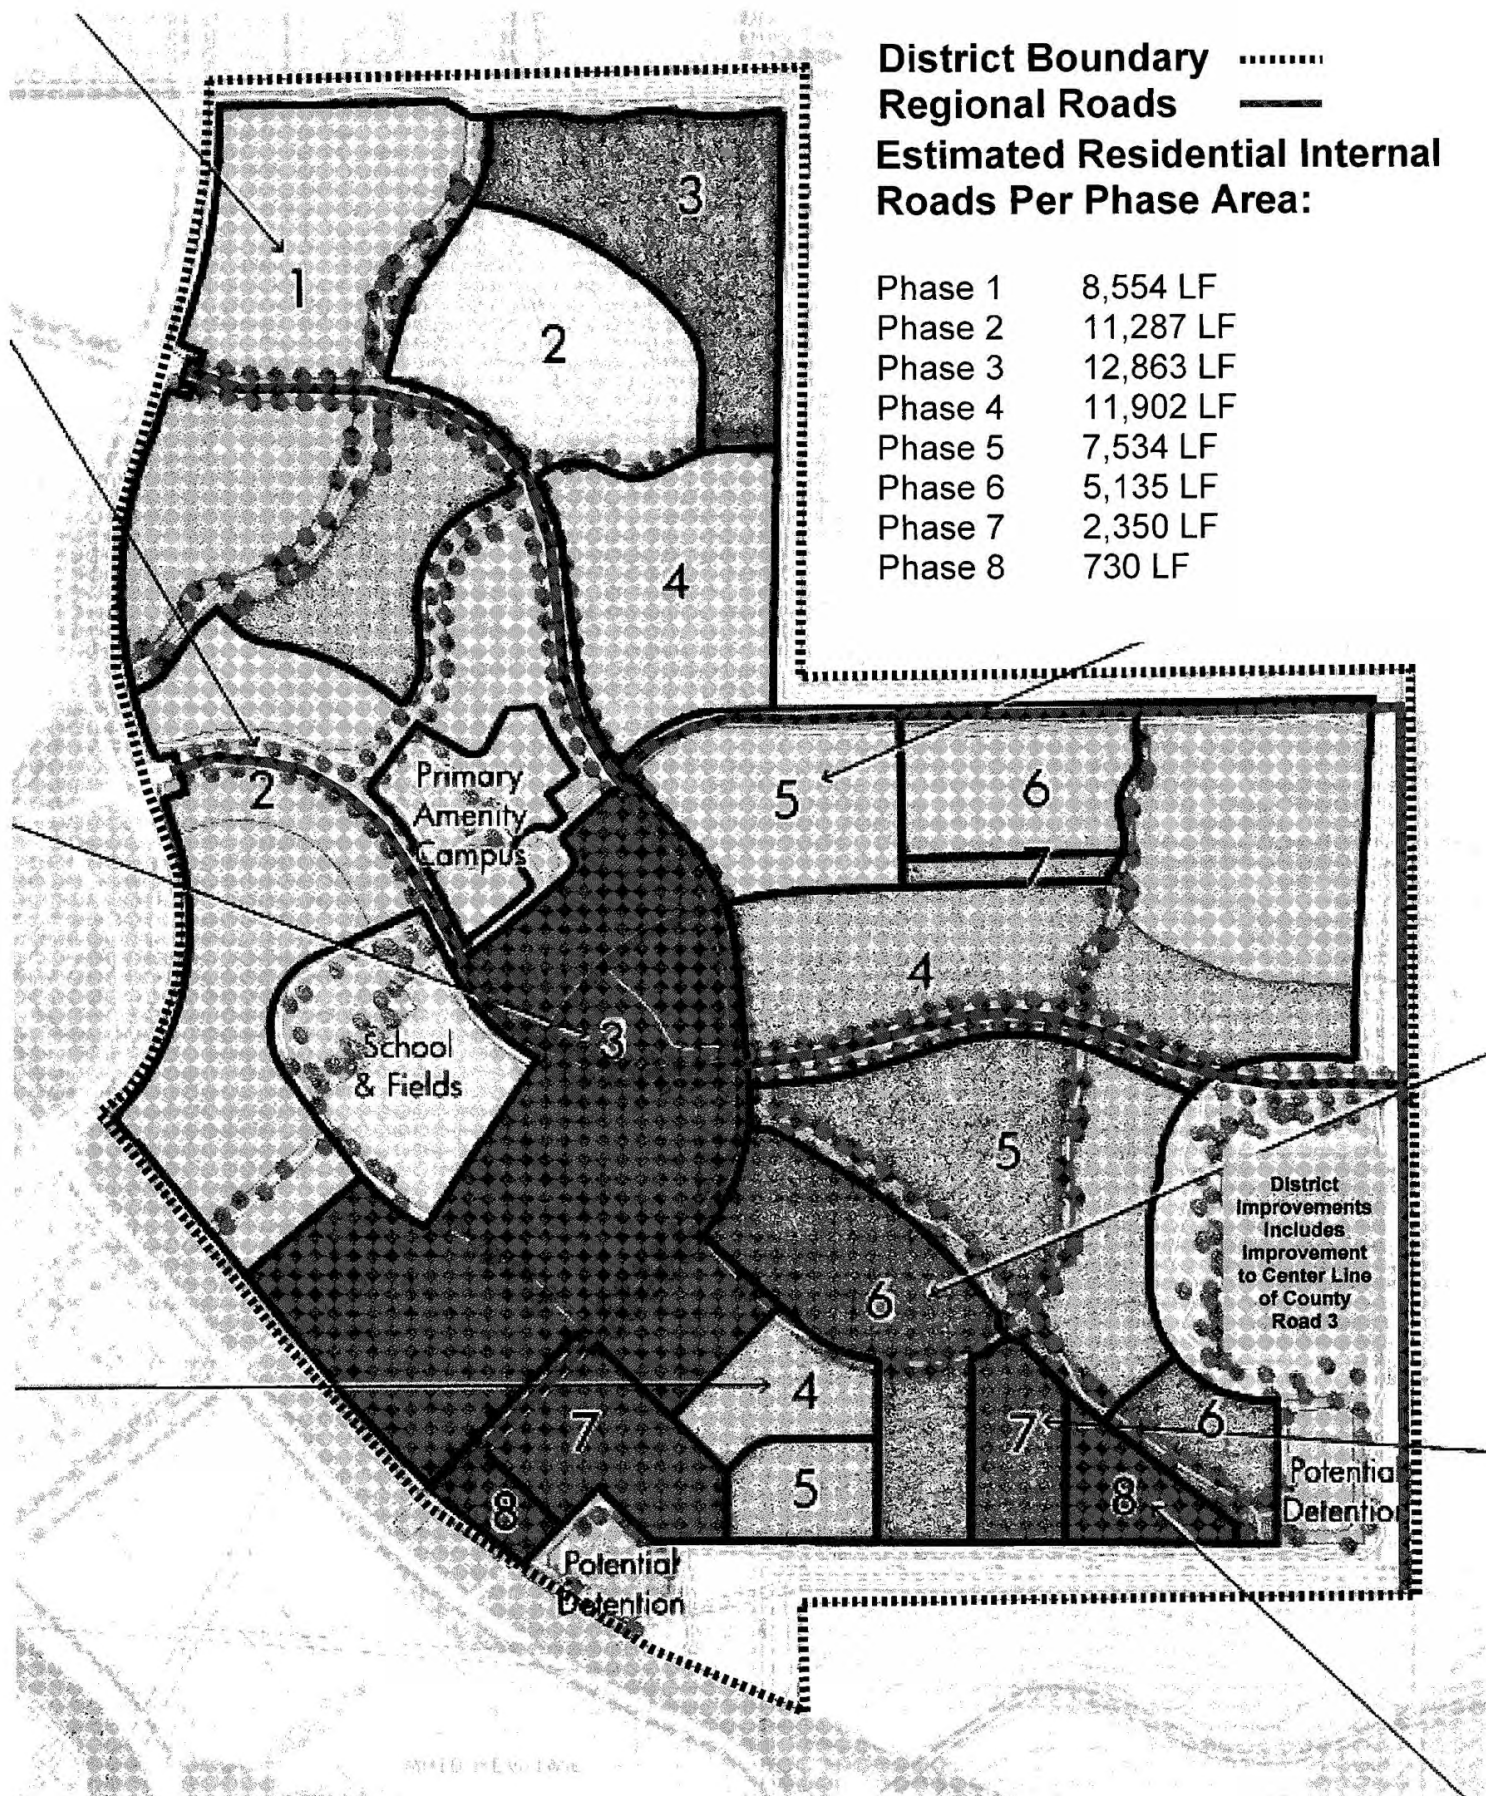 District Boundary
Regional Roads
Estimated Residential Internal
Roads Per Phase Area:
Phase 1 8,554 LF
Phase 2 11,287 LF
Phase 3 12,863 LF
Phase 4 11,902 LF
Phase 5 7,534 LF
Phase 6 5,135 LF
Phase 7 2,350 LF
Phase 8 730 LF
3
1
2
4
2
Primary
Amenity
Campus
5
6
7
4
3
School
& Fields
5
District
Improvements
Includes
Improvement
to Center Line
of County
Road 3
6
4
7
7
6
5
8
8
Potential
Detention
Potential
Detention